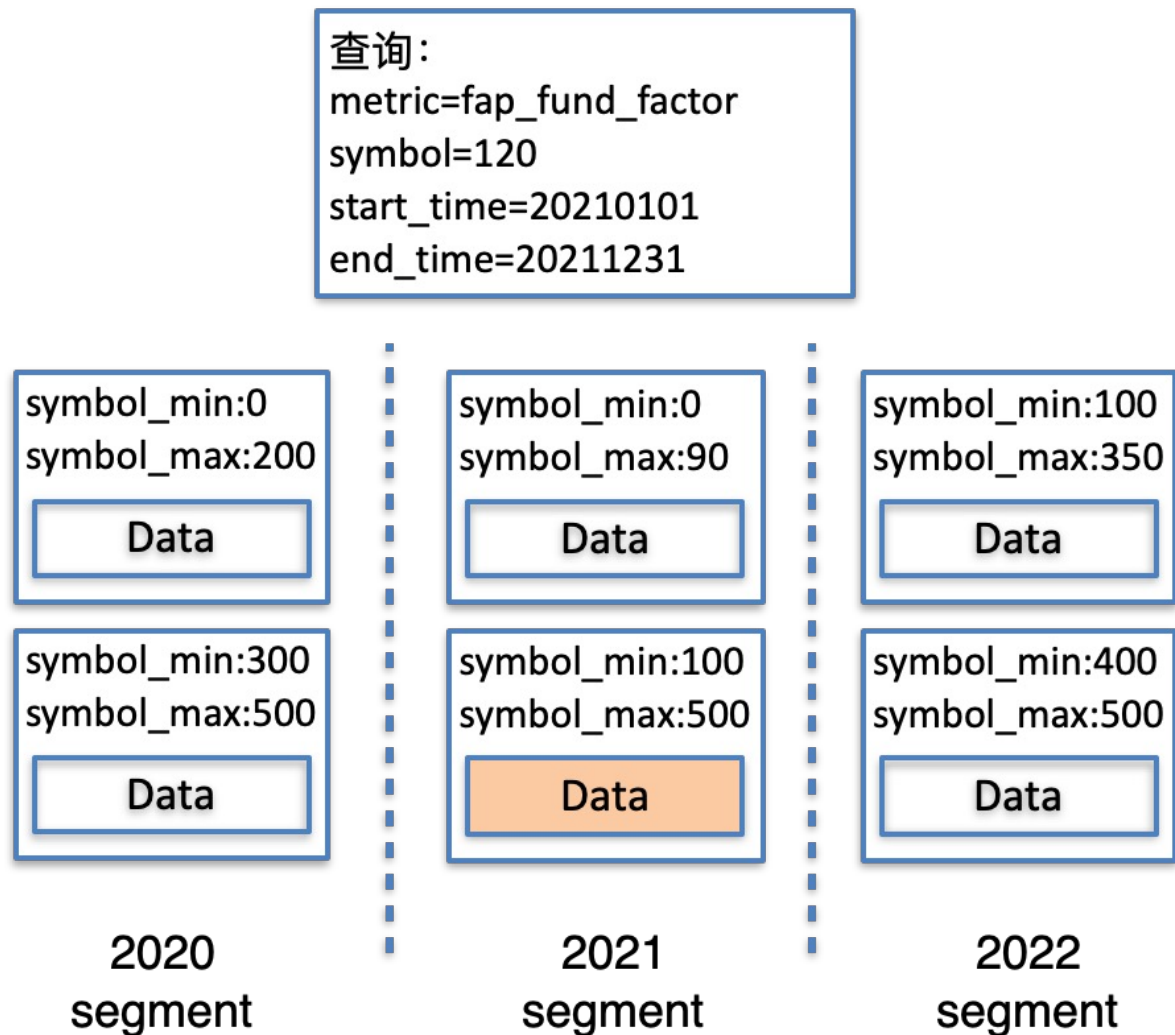 查询：
metric=fap_fund_factor
symbol=120
start_time=20210101
end_time=20211231
symbol_min:0
symbol_max:200
Data
symbol_min:300
symbol_max:500
Data
2020
segment
symbol_min:0
symbol_max:90
Data
symbol_min:100
symbol_max:500
Data
2021
segment
symbol_min:100
symbol_max:350
Data
symbol_min:400
symbol_max:500
Data
2022
segment